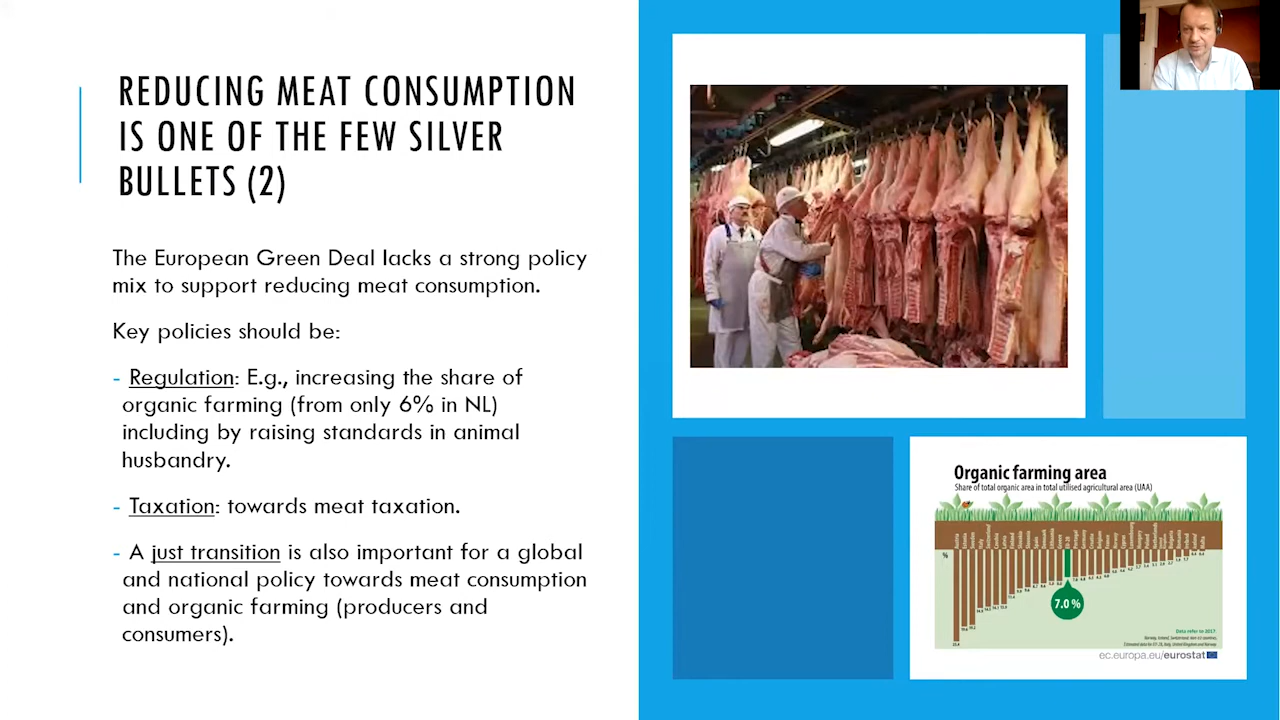 REDUCING MEAT CONSUMPTION
IS ONE OF THE FEW SILVER
BULLETS (2)
The European Green Deal lacks a strong policy
mix to support reducing meat consumption.
Key policies should be:
- Regulation: E.g., increasing the share of
organic farming (from only 6% in NL)
including by raising standards in animal
husbandry.
- Taxation: towards meat taxation.
- A just transition is also important for a global
and national policy towards meat consumption
and organic farming (producers and
consumers).
Organic farming area
Share of total organic area in total utilised agricultural area (UAA)
%
7.0 %
Data refer to 2017.
ec.europa.eu/eurostat